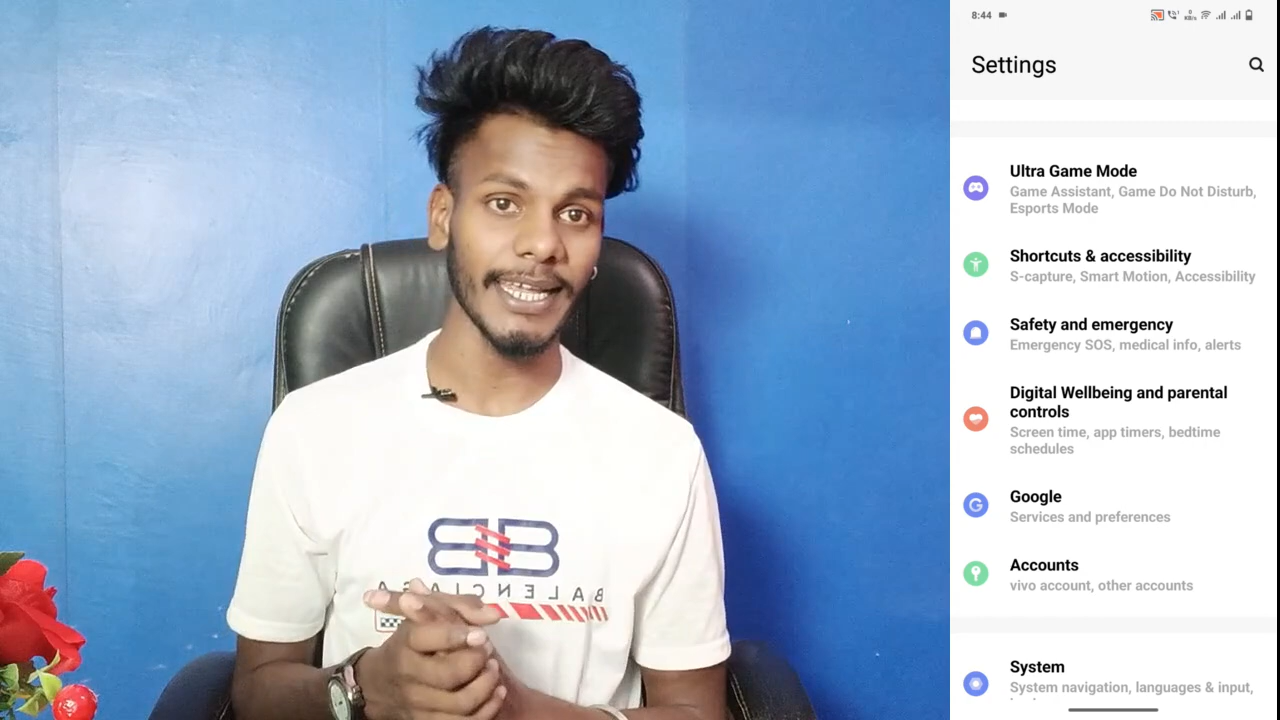 8:44
Settings
Ultra Game Mode
Game Assistant, Game Do Not Disturb,
Esports Mode
Shortcuts & accessibility
S-capture, Smart Motion, Accessibility
Safety and emergency
Emergency SOS, medical info, alerts
Digital Wellbeing and parental
controls
Screen time, app timers, bedtime
schedules
Google
Services and preferences
Accounts
vivo account, other accounts
System
System navigation, languages & input,